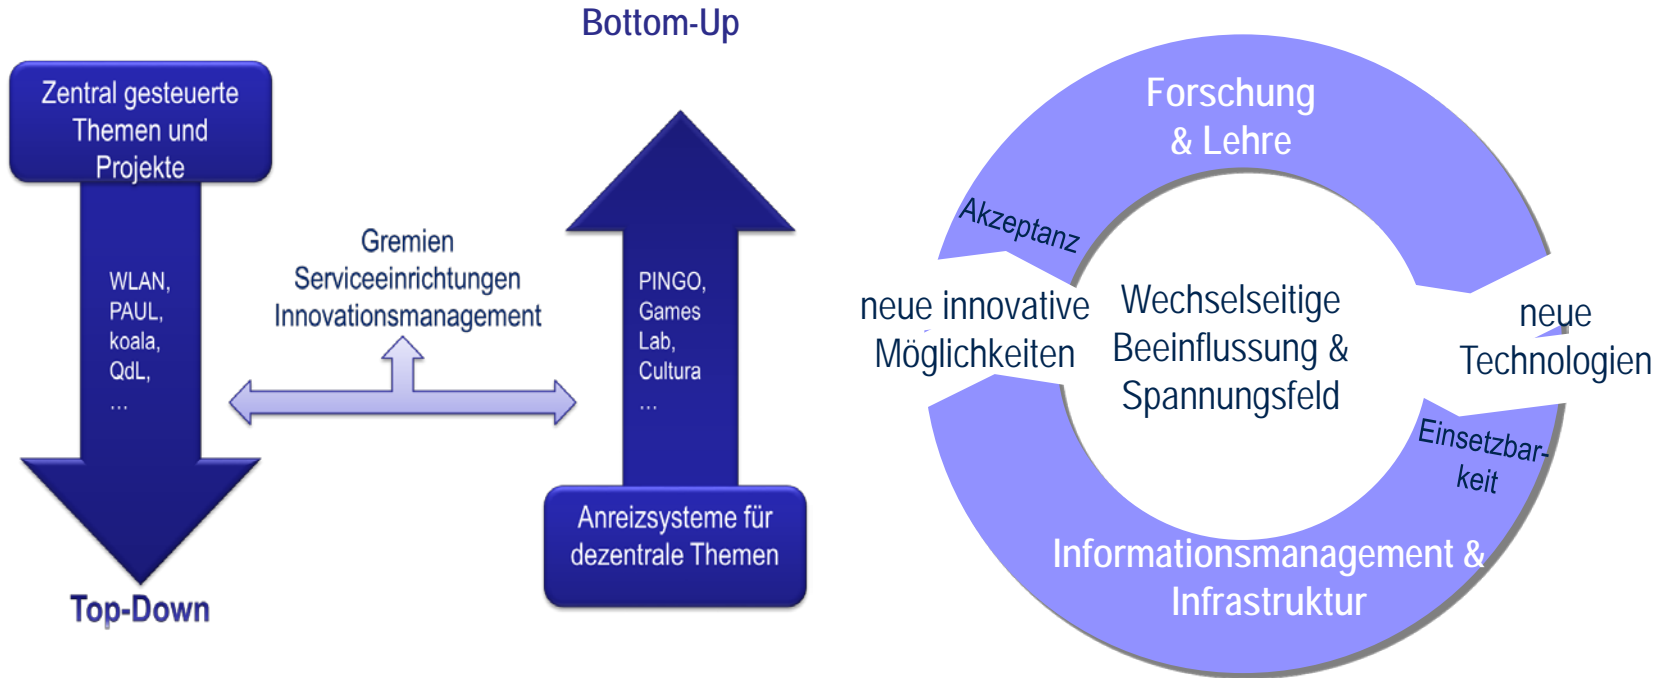 Bottom-Up
Zentral gesteuerte
Themen und
Projekte
WLAN,
PAUL,
koala,
QdL,
…
Top-Down
Gremien
Serviceeinrichtungen
Innovationsmanagement
PINGO,
Games
Lab,
Cultura
…
Anreizsysteme für
dezentrale Themen
Forschung
& Lehre
Akzeptanz
neue innovative
Möglichkeiten
Wechselseitige
Beeinflussung &
Spannungsfeld
neue
Technologien
Einsetzbar-
keit
Informationsmanagement &
Infrastruktur